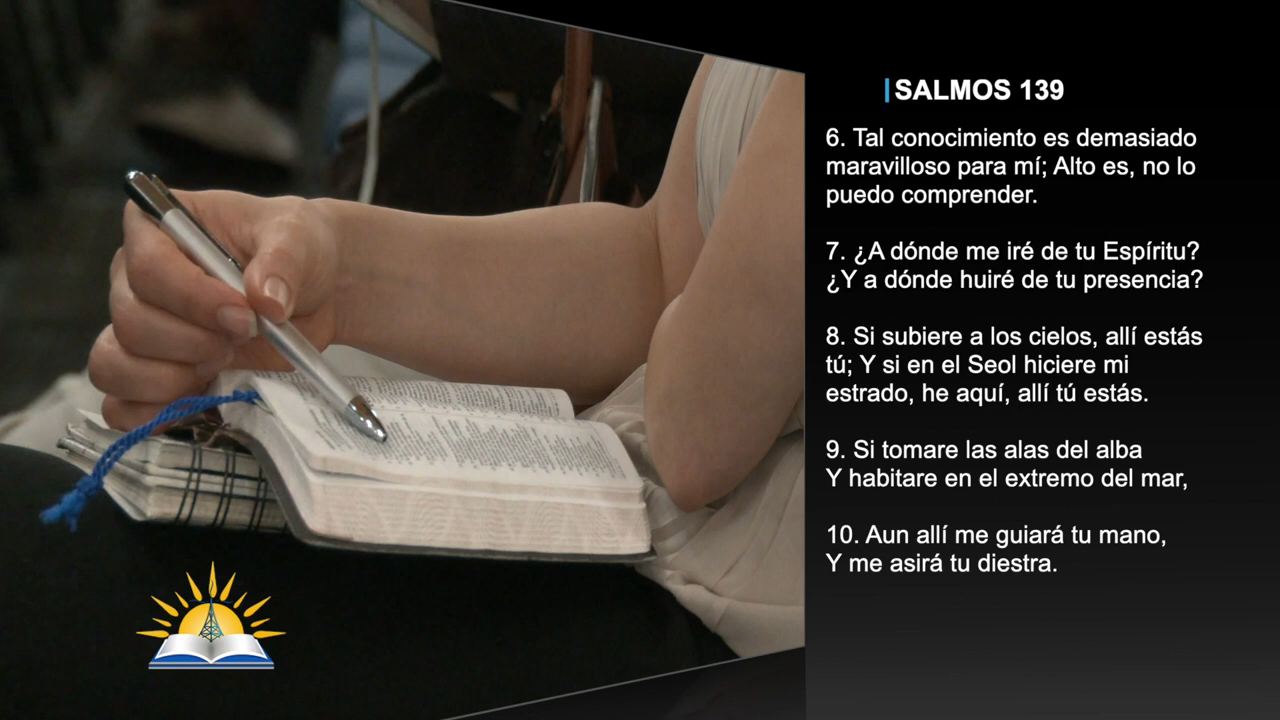 SALMOS 139
6. Tal conocimiento es demasiado
maravilloso para mí; Alto es, no lo
puedo comprender.
7. ¿A dónde me iré de tu Espíritu?
¿Y a dónde huiré de tu presencia?
8. Si subiere a los cielos, allí estás
tú; Y si en el Seol hiciere mi
estrado, he aquí, allí tú estás.
9. Si tomare las alas del alba
Y habitare en el extremo del mar,
10. Aun allí me guiará tu mano,
Y me asirá tu diestra.